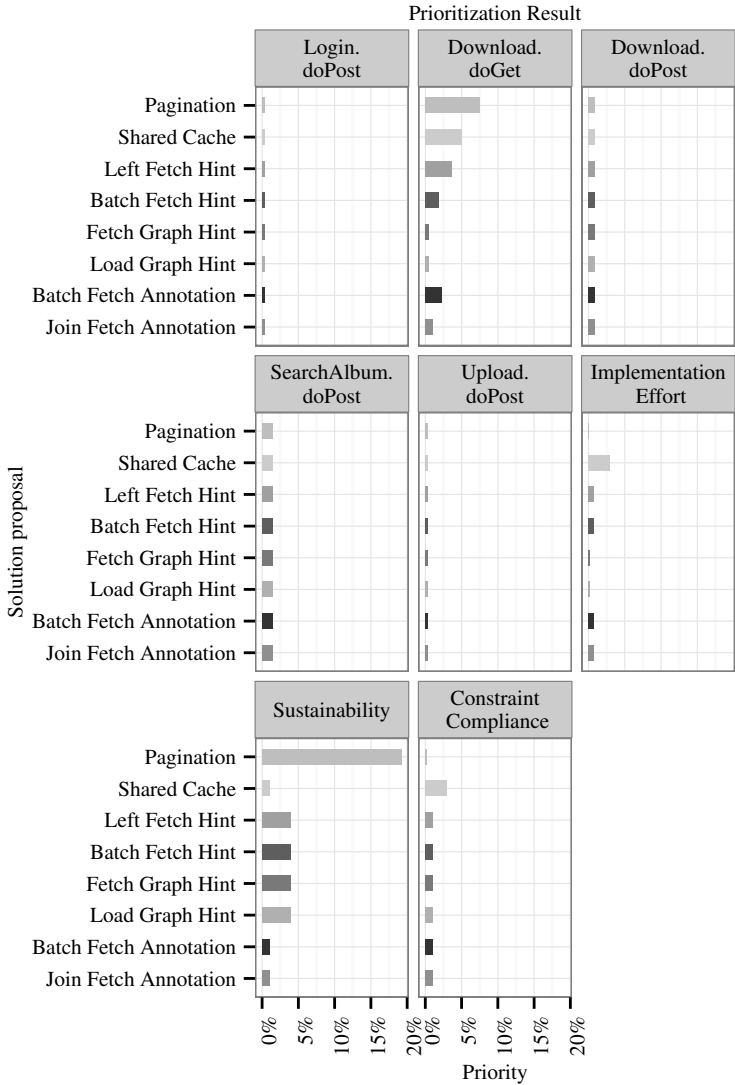 Prioritization Result
Login.
doPost
Download.
doGet
Download.
doPost
Pagination
Shared Cache
Left Fetch Hint
Batch Fetch Hint
Fetch Graph Hint
Load Graph Hint
Batch Fetch Annotation
Join Fetch Annotation
SearchAlbum.
doPost
Upload.
doPost
Implementation
Effort
Pagination
Shared Cache
Left Fetch Hint
Batch Fetch Hint
Fetch Graph Hint
Load Graph Hint
Batch Fetch Annotation
Join Fetch Annotation
Solution proposal
Sustainability
Constraint
Compliance
Pagination
Shared Cache
Left Fetch Hint
Batch Fetch Hint
Fetch Graph Hint
Load Graph Hint
Batch Fetch Annotation
Join Fetch Annotation
0% 5% 10% 15% 20% 0% 5% 10% 15% 20%
Priority